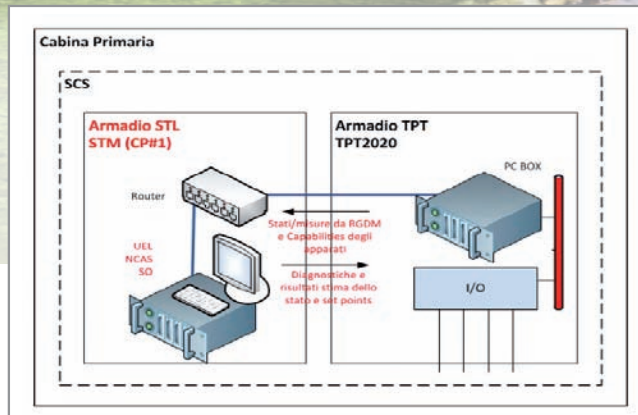 Cabina Primaria
SCS
Armadio STL
STM (CP#1)
Armadio TPT
TPT2020
PC BOX
Router
Stati/misure da RGDM
e Capabilities degli
apparati
UEL
NCAS
SO
Diagnostiche e
risultati stima dello
stato e set points
I/O